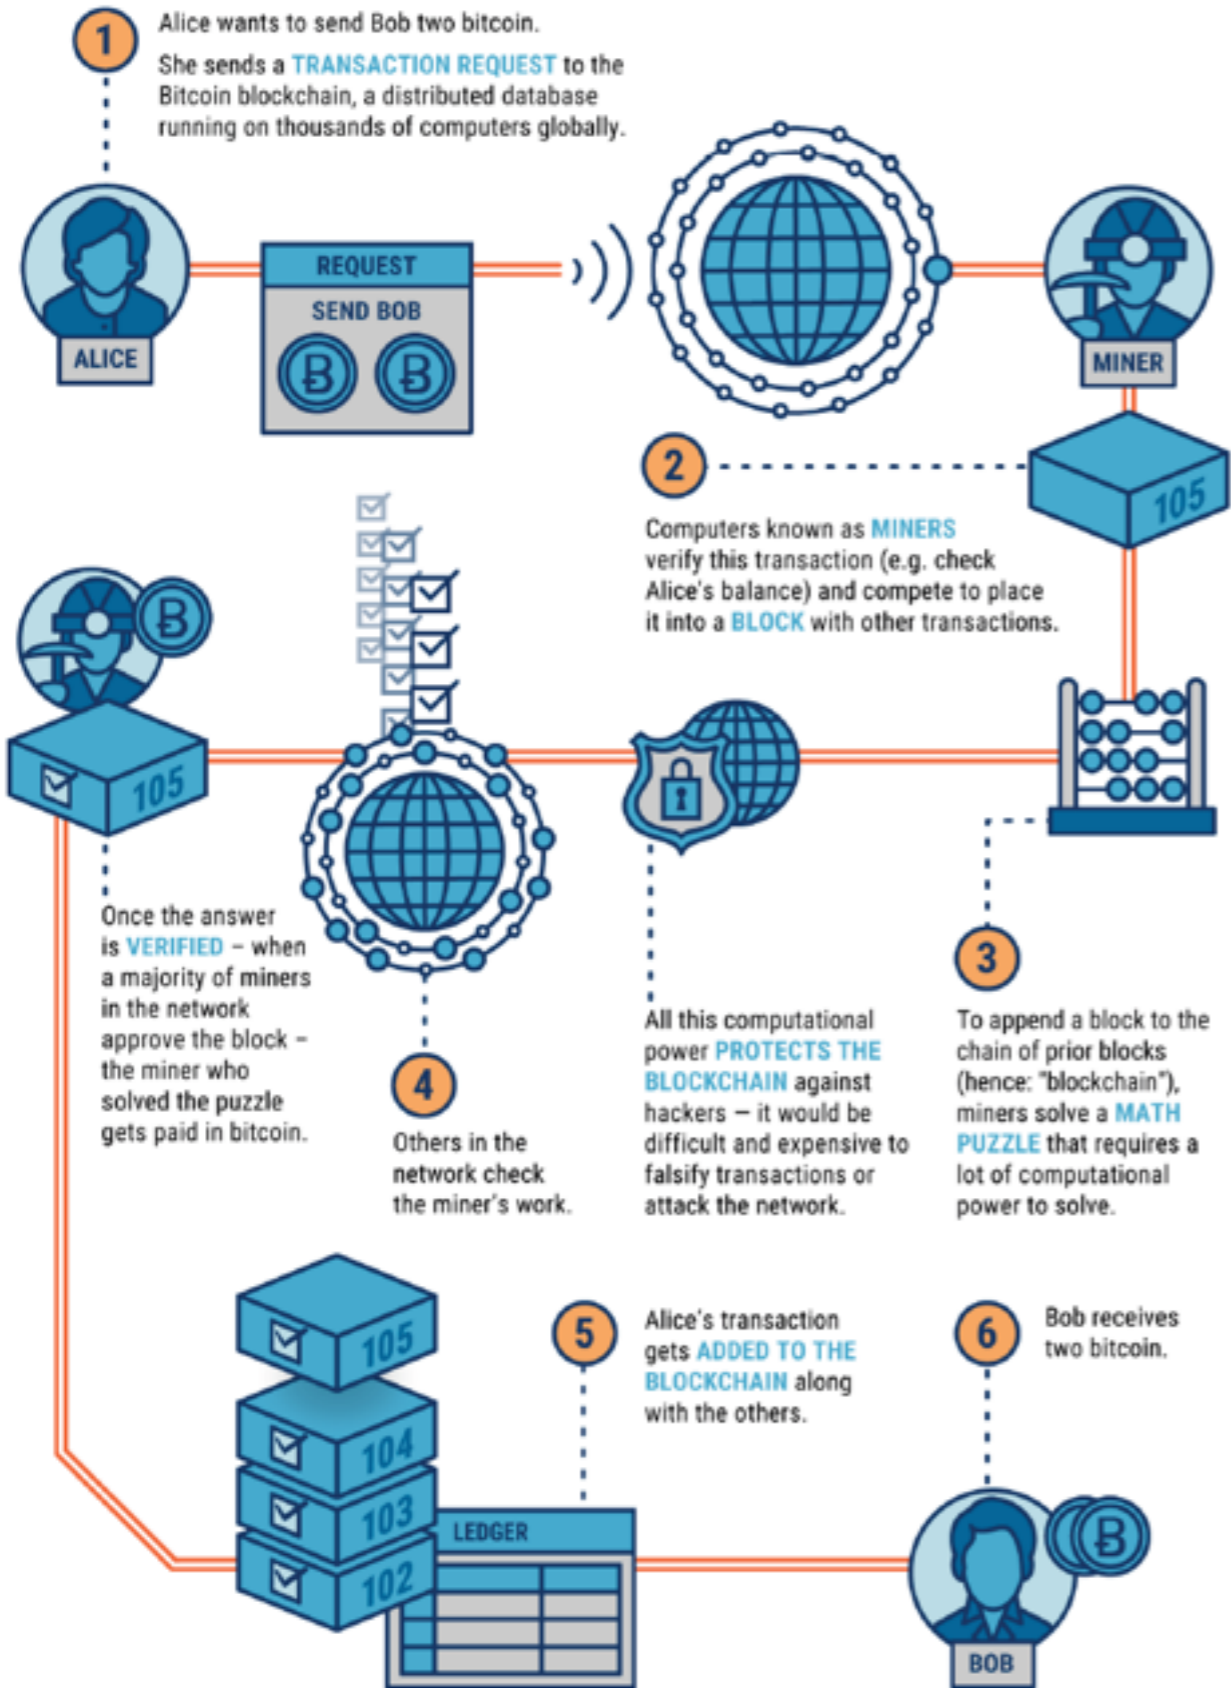 1
Alice wants to send Bob two bitcoin.
She sends a TRANSACTION REQUEST to the
Bitcoin blockchain, a distributed database
running on thousands of computers globally.
ALICE
REQUEST
SEND BOB
B B
MINER
105
2
Computers known as MINERS
verify this transaction (e.g. check
Alice's balance) and compete to place
it into a BLOCK with other transactions.
3
To append a block to the
chain of prior blocks
(hence: "blockchain"),
miners solve a MATH
PUZZLE that requires a
lot of computational
power to solve.
All this computational
power PROTECTS THE
BLOCKCHAIN against
hackers – it would be
difficult and expensive to
falsify transactions or
attack the network.
4
Others in the
network check
the miner's work.
B
105
Once the answer
is VERIFIED – when
a majority of miners
in the network
approve the block –
the miner who
solved the puzzle
gets paid in bitcoin.
105
104
103
102
LEDGER
5
Alice's transaction
gets ADDED TO THE
BLOCKCHAIN along
with the others.
6
Bob receives
two bitcoin.
B
BOB